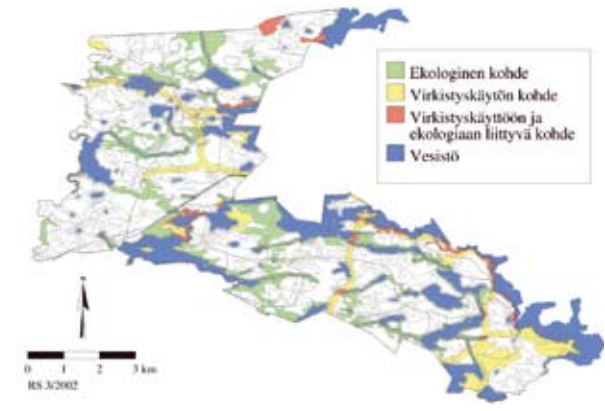 Ekologinen kohde
Virkistyskäytön kohde
Virkistyskäyttöön ja
ekologiaan liittyvä kohde
Vesistö
0 1 2 3 km
RS 3/2002